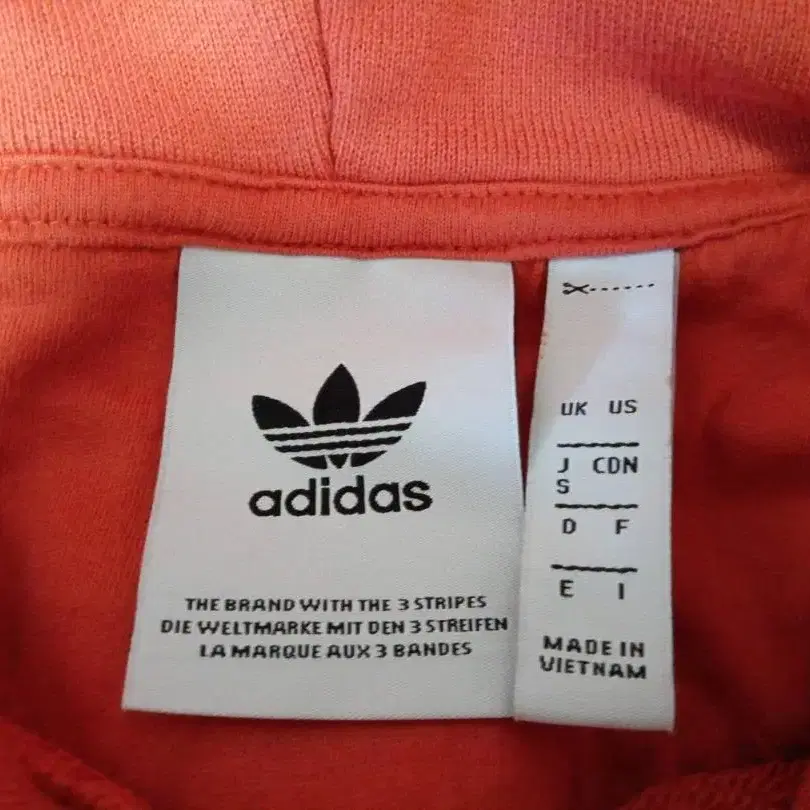 adidas
THE BRAND WITH THE 3 STRIPES
DIE WELTMARKE MIT DEN 3 STREIFEN
LA MARQUE AUX 3 BANDES
UK US
J CDN
S
D F
E I
MADE IN
VIETNAM